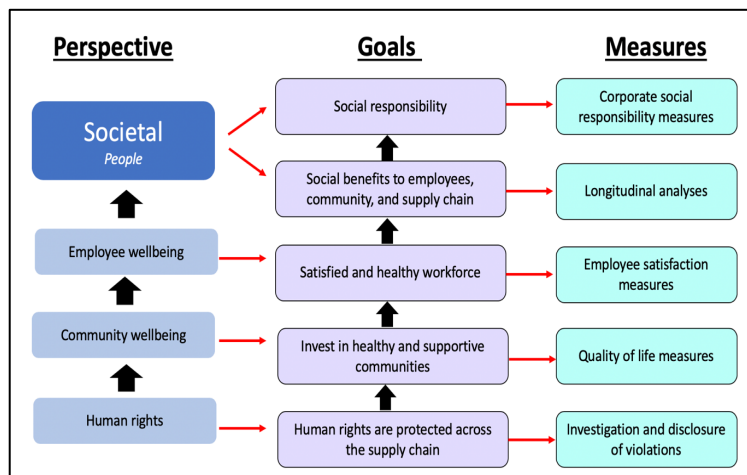 Perspective
Goals
Measures
Societal
People
Social responsibility
Corporate social
responsibility measures
Social benefits to employees,
community, and supply chain
Longitudinal analyses
Employee wellbeing
Satisfied and healthy workforce
Employee satisfaction
measures
Community wellbeing
Invest in healthy and supportive
communities
Quality of life measures
Human rights
Human rights are protected across
the supply chain
Investigation and disclosure
of violations